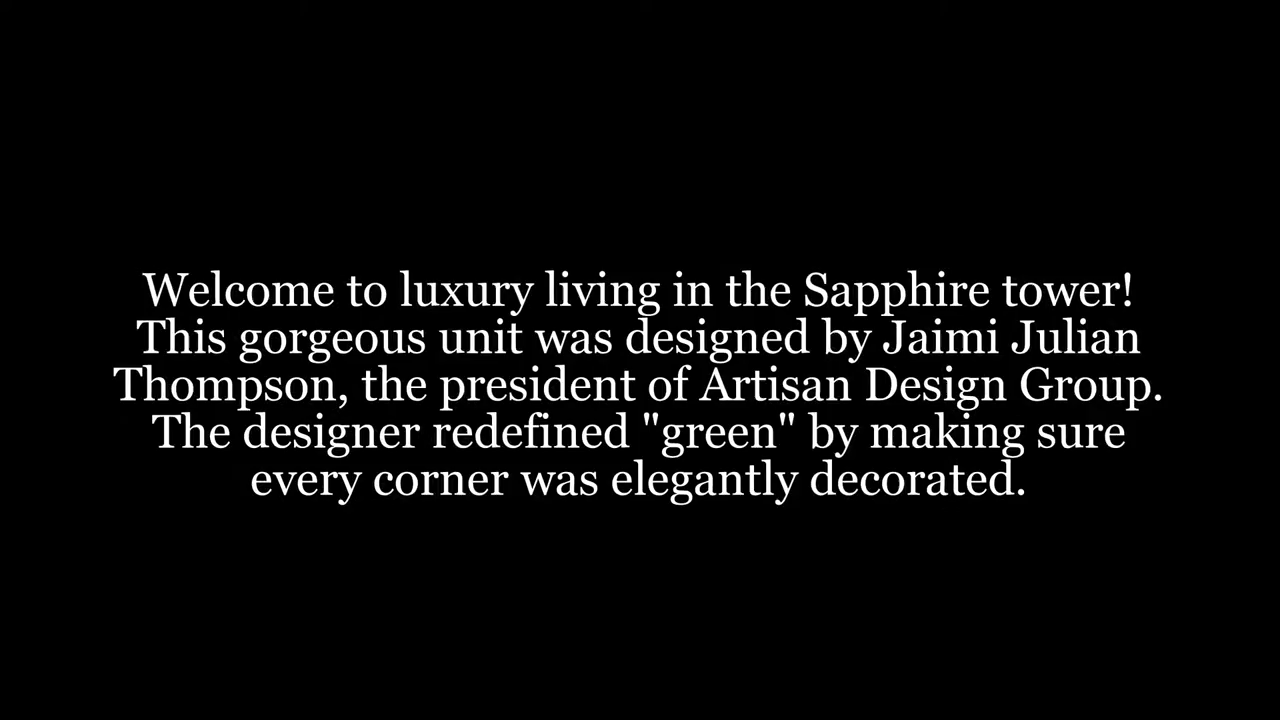 Welcome to luxury living in the Sapphire tower!
This gorgeous unit was designed by Jaimi Julian
Thompson, the president of Artisan Design Group.
The designer redefined "green" by making sure
every corner was elegantly decorated.